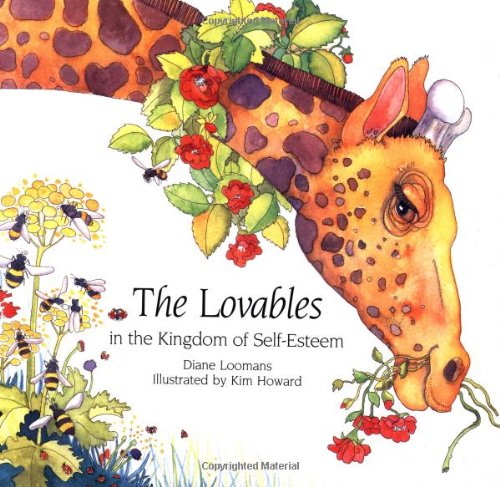 The Lovables
in the Kingdom of Self-Esteem
Diane Loomans
Illustrated by Kim Howard
Copyrighted Material
Copyrighted Material